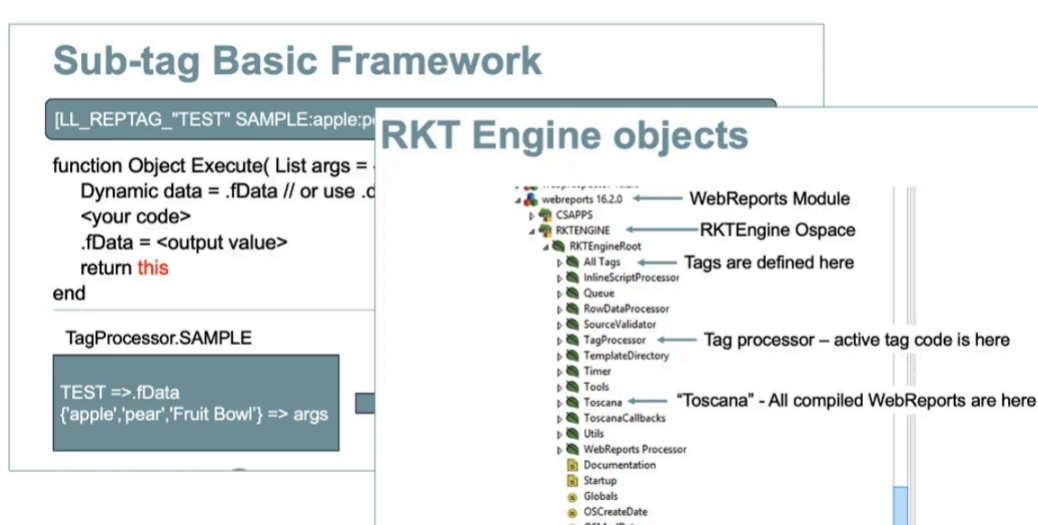 Sub-tag Basic Framework
[LL_REPTAG_"TEST" SAMPLE:apple:pe
function Object Execute( List args =
Dynamic data = .fData // or use .d
<your code>
.fData = <output value>
return this
end
TagProcessor.SAMPLE
TEST =>.fData
{'apple','pear','Fruit Bowl'} => args
RKT Engine objects
webreports 16.2.0
WebReports Module
CSAPPS
RKTENGINE
RKTEngine Ospace
RKTEngineRoot
All Tags
Tags are defined here
InlineScriptProcessor
Queue
RowDataProcessor
SourceValidator
TagProcessor
Tag processor – active tag code is here
TemplateDirectory
Timer
Tools
Toscana
“Toscana” - All compiled WebReports are here
ToscanaCallbacks
Utils
WebReports Processor
Documentation
Startup
Globals
OSCreateDate